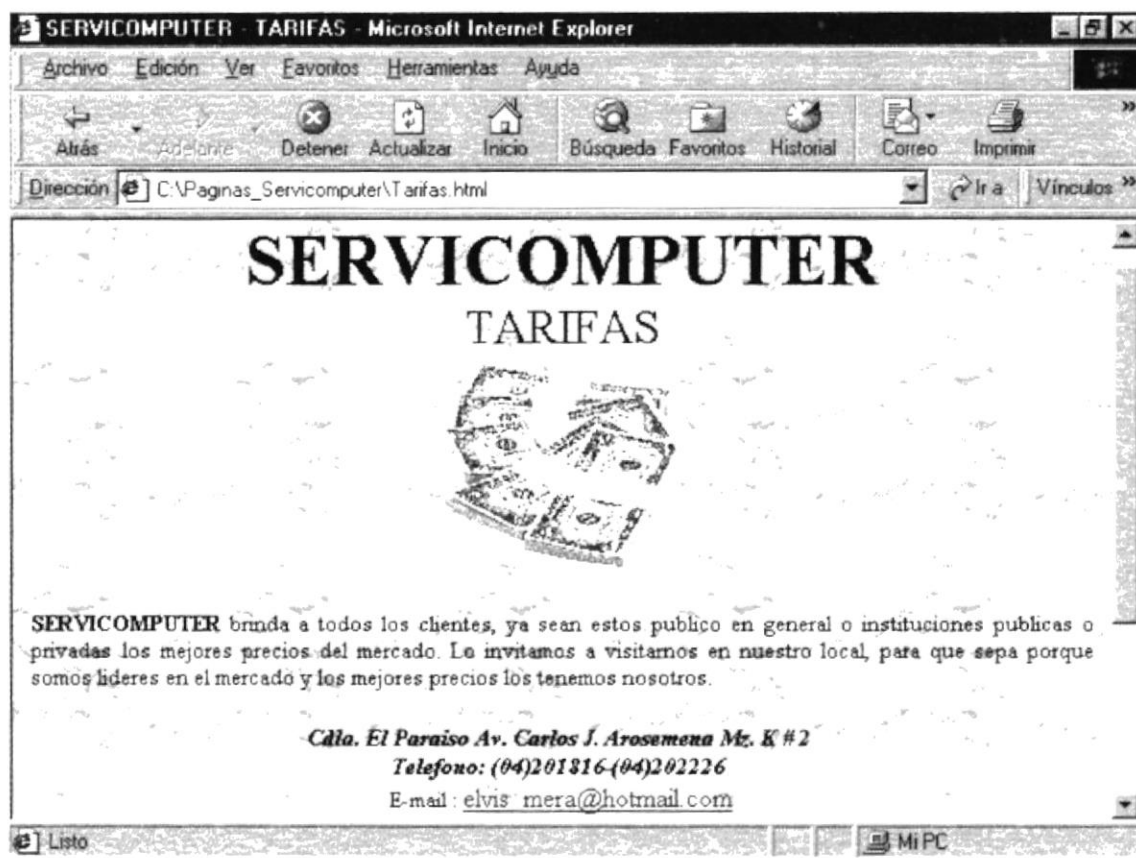 SERVICOMPUTER - TARIFAS - Microsoft Internet Explorer
Archivo Edición Ver Favoritos Herramientas Ayuda
Atrás Adelante Detener Actualizar Inicio Búsqueda Favoritos Historial Correo Imprimir »
Dirección C:\Paginas_Servicomputer\Tarifas.html Ir a Vínculos »
SERVICOMPUTER
TARIFAS
SERVICOMPUTER brinda a todos los clientes, ya sean estos publico en general o instituciones publicas o
privadas los mejores precios del mercado. Lo invitamos a visitarnos en nuestro local, para que sepa porque
somos lideres en el mercado y los mejores precios los tenemos nosotros.
Cdla. El Paraiso Av. Carlos J. Arosemena Mz. K # 2
Telefono: (04)201816-(04)202226
E-mail : elvis_mera@hotmail.com
Listo Mi PC